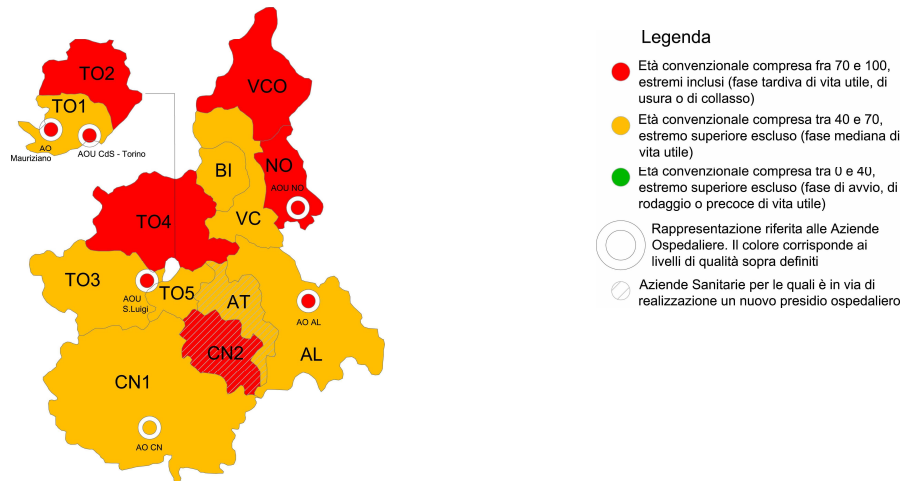 TO2
TO1
AO
Mauriziano
AOU CdS - Torino
VCO
BI
NO
AOU NO
VC
TO4
TO3
AOU
S.Luigi
TO5
AT
AO AL
CN2
AL
CN1
AO CN
Legenda
Età convenzionale compresa fra 70 e 100,
estremi inclusi (fase tardiva di vita utile, di
usura o di collasso)
Età convenzionale compresa tra 40 e 70,
estremo superiore escluso (fase mediana di
vita utile)
Età convenzionale compresa tra 0 e 40,
estremo superiore escluso (fase di avvio, di
rodaggio o precoce di vita utile)
Rappresentazione riferita alle Aziende
Ospedaliere. Il colore corrisponde ai
livelli di qualità sopra definiti
Aziende Sanitarie per le quali è in via di
realizzazione un nuovo presidio ospedaliero